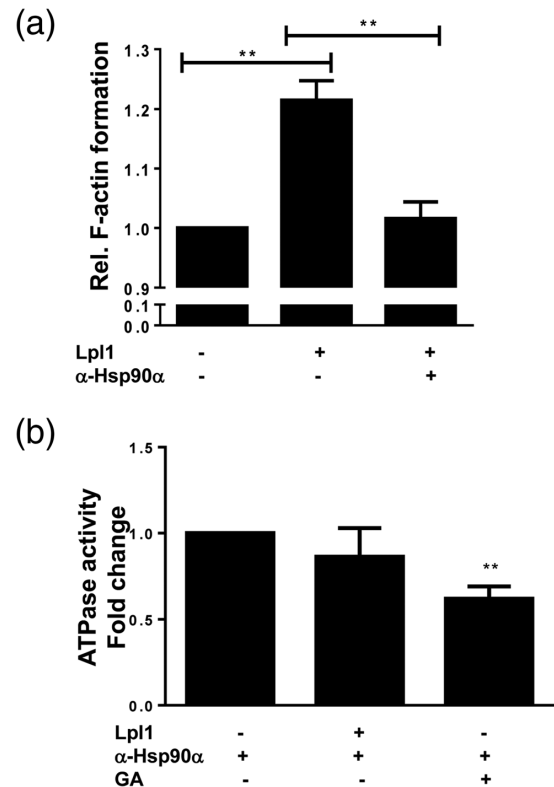 (a)
Rel. F-actin formation
1.3
1.2
1.1
1.0
0.9
0.1
0.0
** **
Lpl1 - + +
α-Hsp90α - - +
(b)
ATPase activity
Fold change
1.5
1.0
0.5
0.0
**
Lpl1 - + -
α-Hsp90α + + +
GA - - +